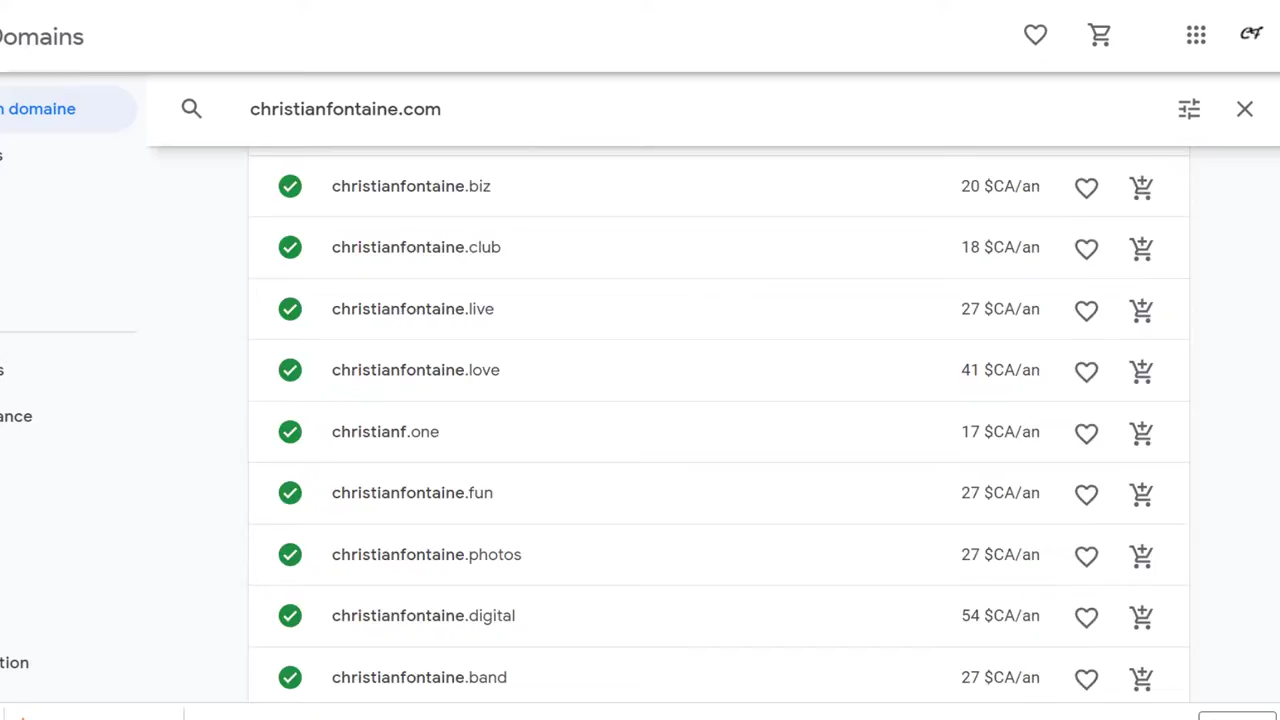 Domains
CF
n domaine
christianfontaine.com
s
christianfontaine.biz 20 $CA/an
christianfontaine.club 18 $CA/an
christianfontaine.live 27 $CA/an
christianfontaine.love 41 $CA/an
s
ance
christianf.one 17 $CA/an
christianfontaine.fun 27 $CA/an
christianfontaine.photos 27 $CA/an
christianfontaine.digital 54 $CA/an
tion
christianfontaine.band 27 $CA/an